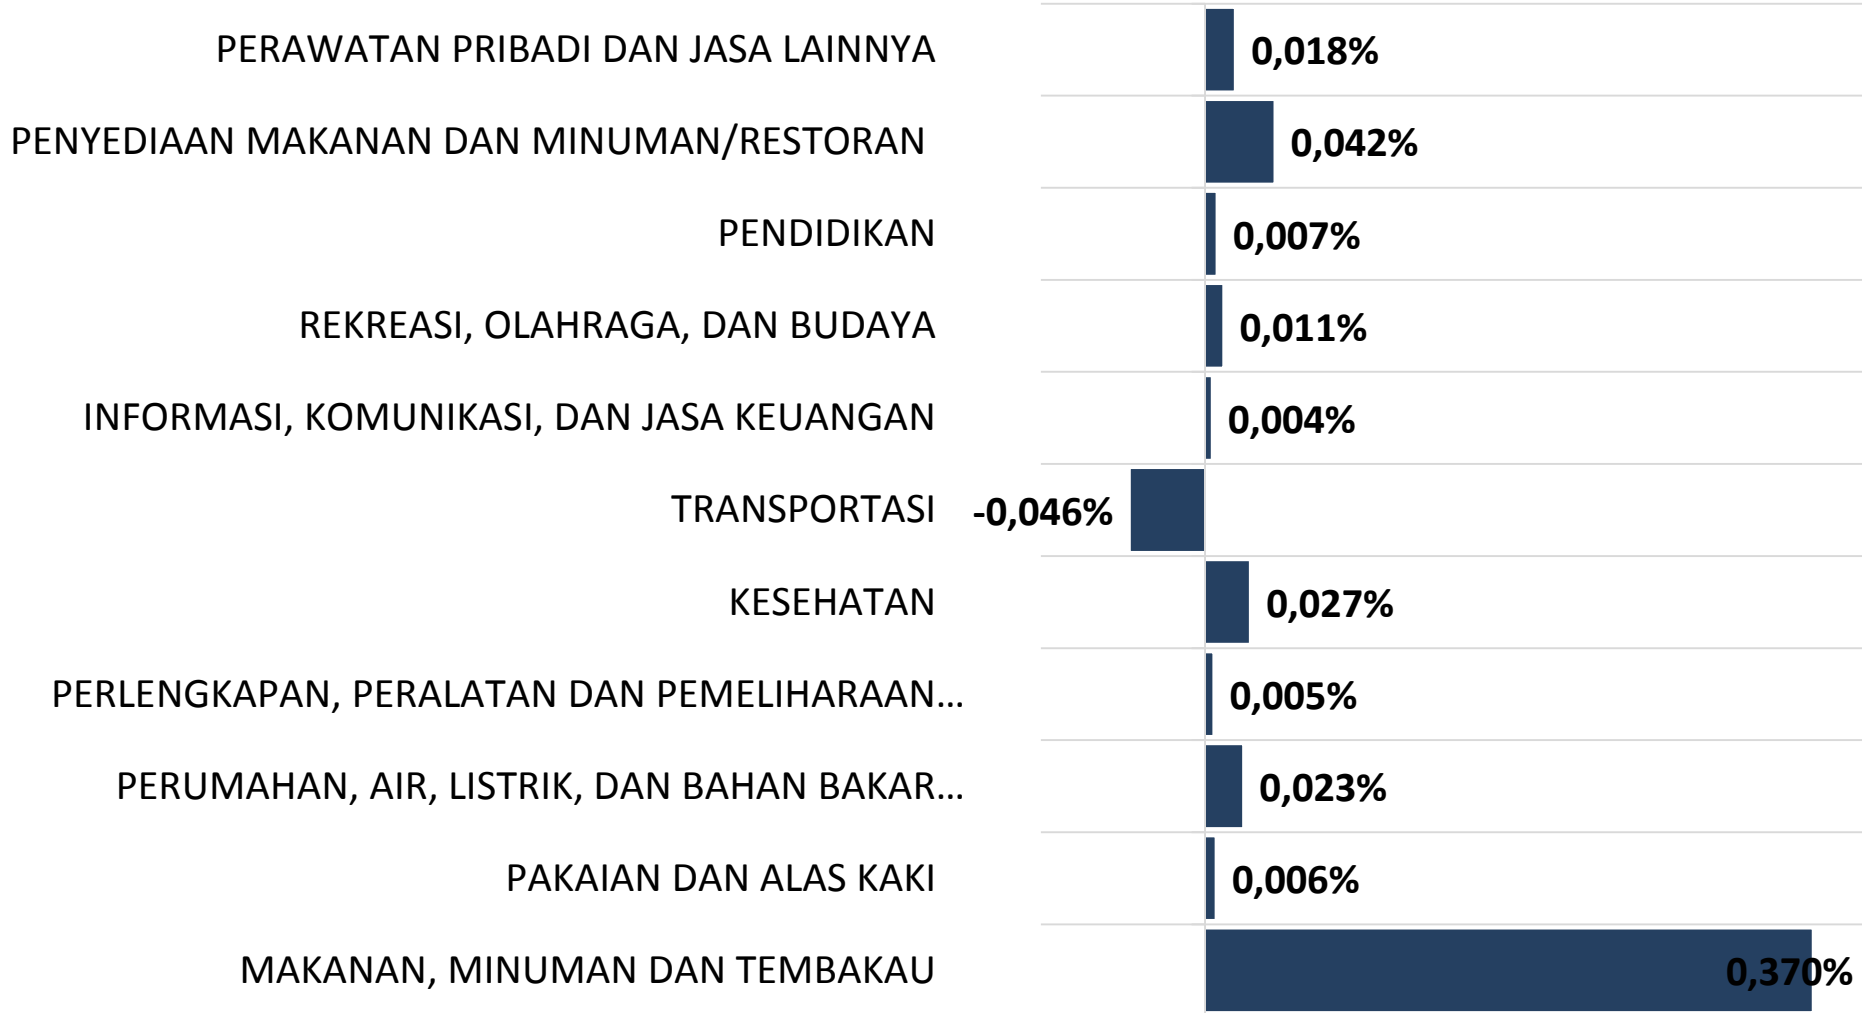 PERAWATAN PRIBADI DAN JASA LAINNYA 0,018%
PENYEDIAAN MAKANAN DAN MINUMAN/RESTORAN 0,042%
PENDIDIKAN 0,007%
REKREASI, OLAHRAGA, DAN BUDAYA 0,011%
INFORMASI, KOMUNIKASI, DAN JASA KEUANGAN 0,004%
TRANSPORTASI -0,046%
KESEHATAN 0,027%
PERLENGKAPAN, PERALATAN DAN PEMELIHARAAN... 0,005%
PERUMAHAN, AIR, LISTRIK, DAN BAHAN BAKAR... 0,023%
PAKAIAN DAN ALAS KAKI 0,006%
MAKANAN, MINUMAN DAN TEMBAKAU 0,370%